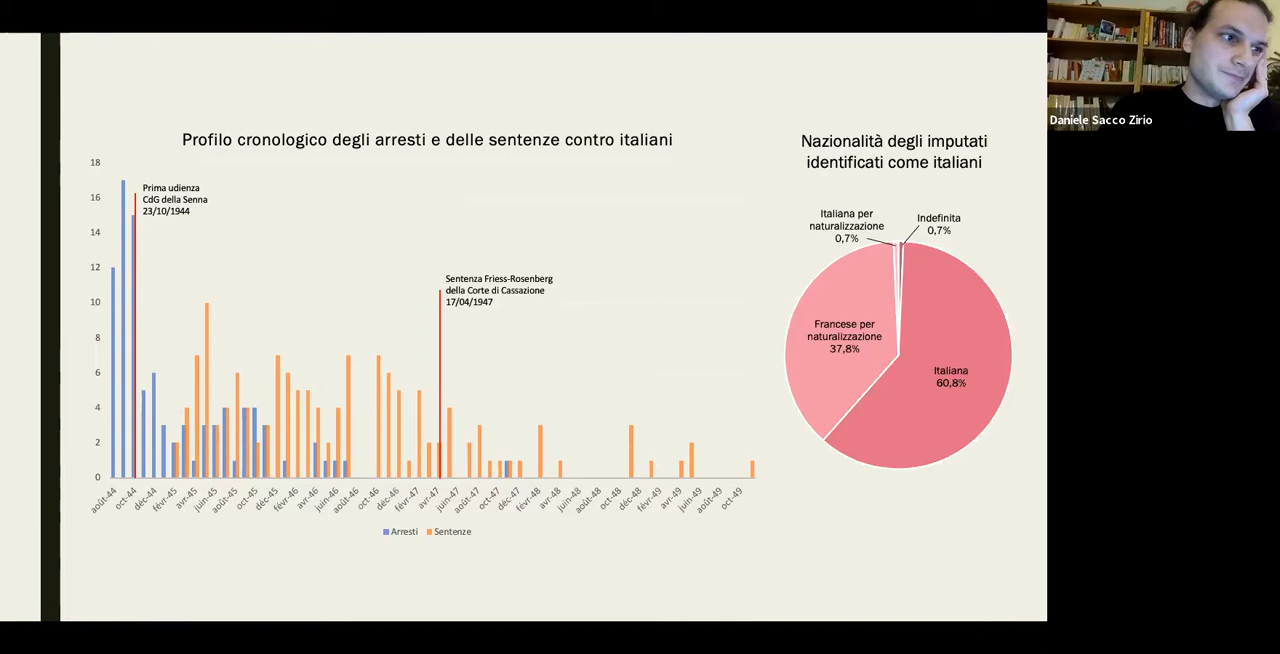 Daniele Sacco Zirio
Profilo cronologico degli arresti e delle sentenze contro italiani
18
16
14
12
10
8
6
4
2
0
Prima udienza
CdG della Senna
23/10/1944
Sentenza Friess-Rosenberg
della Corte di Cassazione
17/04/1947
août-44
oct-44
déc-44
févr-45
avr-45
juin-45
août-45
oct-45
déc-45
févr-46
avr-46
juin-46
août-46
oct-46
déc-46
févr-47
avr-47
juin-47
août-47
oct-47
déc-47
févr-48
avr-48
juin-48
août-48
oct-48
déc-48
févr-49
avr-49
juin-49
août-49
oct-49
Arresti
Sentenze
Nazionalità degli imputati
identificati come italiani
Italiana per
naturalizzazione
0,7%
Indefinita
0,7%
Francese per
naturalizzazione
37,8%
Italiana
60,8%